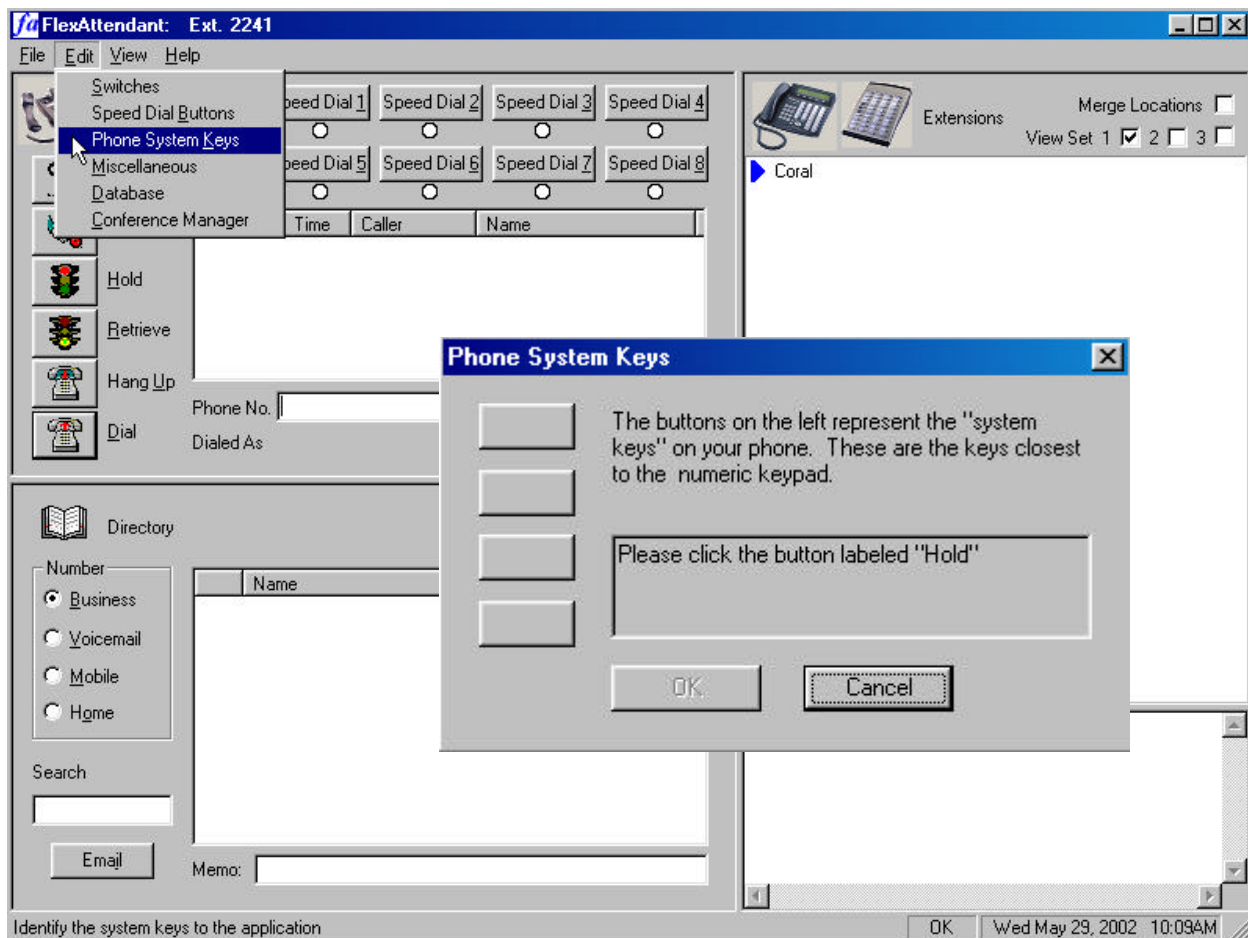 fa FlexAttendant: Ext. 2241
File Edit View Help
Switches
Speed Dial Buttons
Phone System Keys
Miscellaneous
Database
Conference Manager
Dial 1 Speed Dial 2 Speed Dial 3 Speed Dial 4
Dial 5 Speed Dial 6 Speed Dial 7 Speed Dial 8
Time Caller Name
Hold
Retrieve
Hang Up
Dial
Phone No.
Dialed As
Extensions
Merge Locations
View Set 1 2 3
Coral
Phone System Keys
The buttons on the left represent the "system
keys" on your phone. These are the keys closest
to the numeric keypad.
Please click the button labeled "Hold"
OK Cancel
Directory
Number
Business
Voicemail
Mobile
Home
Search
Email
Name
Memo:
Identify the system keys to the application
OK Wed May 29, 2002 10:09AM